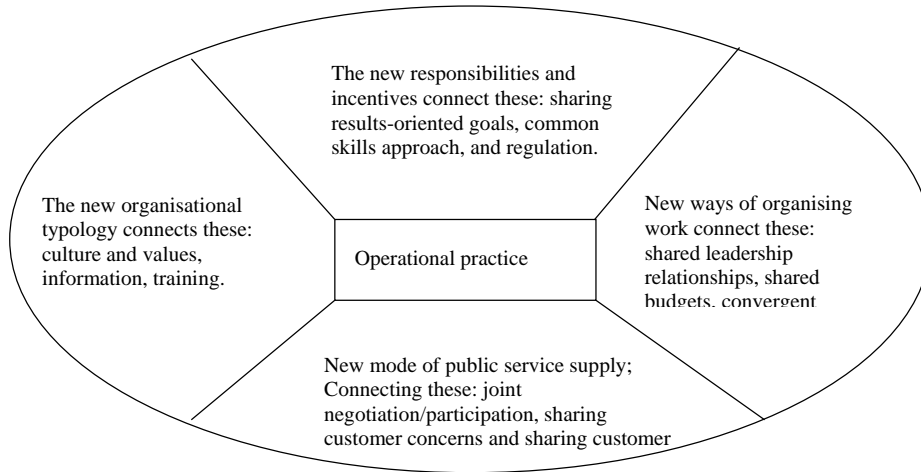 The new responsibilities and
incentives connect these: sharing
results-oriented goals, common
skills approach, and regulation.
The new organisational
typology connects these:
culture and values,
information, training.
Operational practice
New ways of organising
work connect these:
shared leadership
relationships, shared
budgets, convergent
New mode of public service supply;
Connecting these: joint
negotiation/participation, sharing
customer concerns and sharing customer